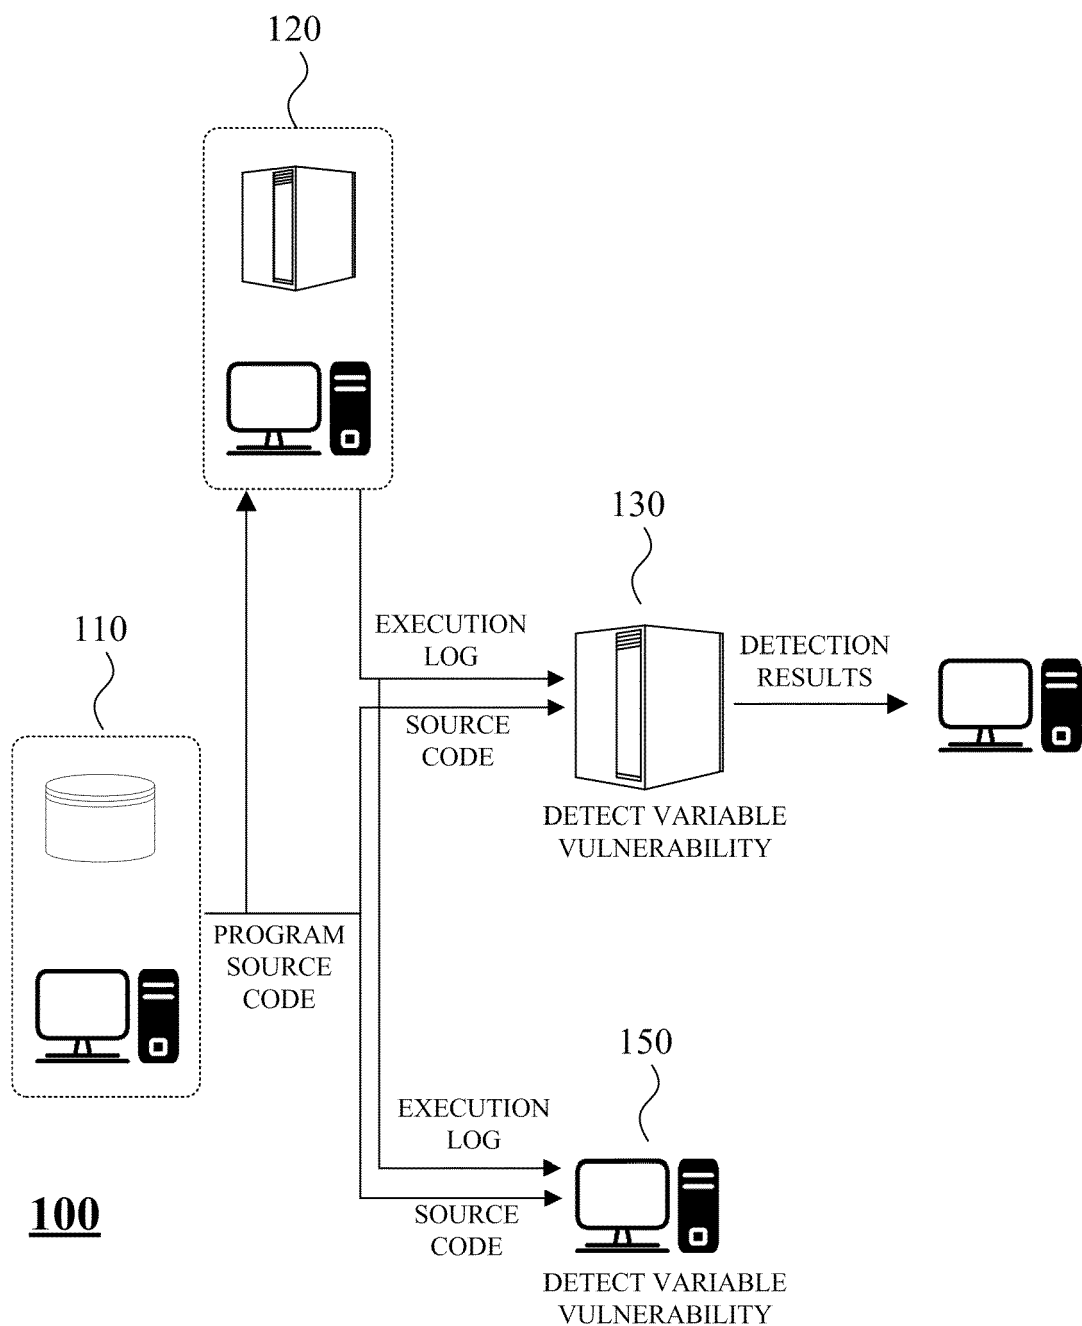 120
130
EXECUTION
LOG
DETECTION
RESULTS
110
SOURCE
CODE
DETECT VARIABLE
VULNERABILITY
PROGRAM
SOURCE
CODE
150
EXECUTION
LOG
100
SOURCE
CODE
DETECT VARIABLE
VULNERABILITY